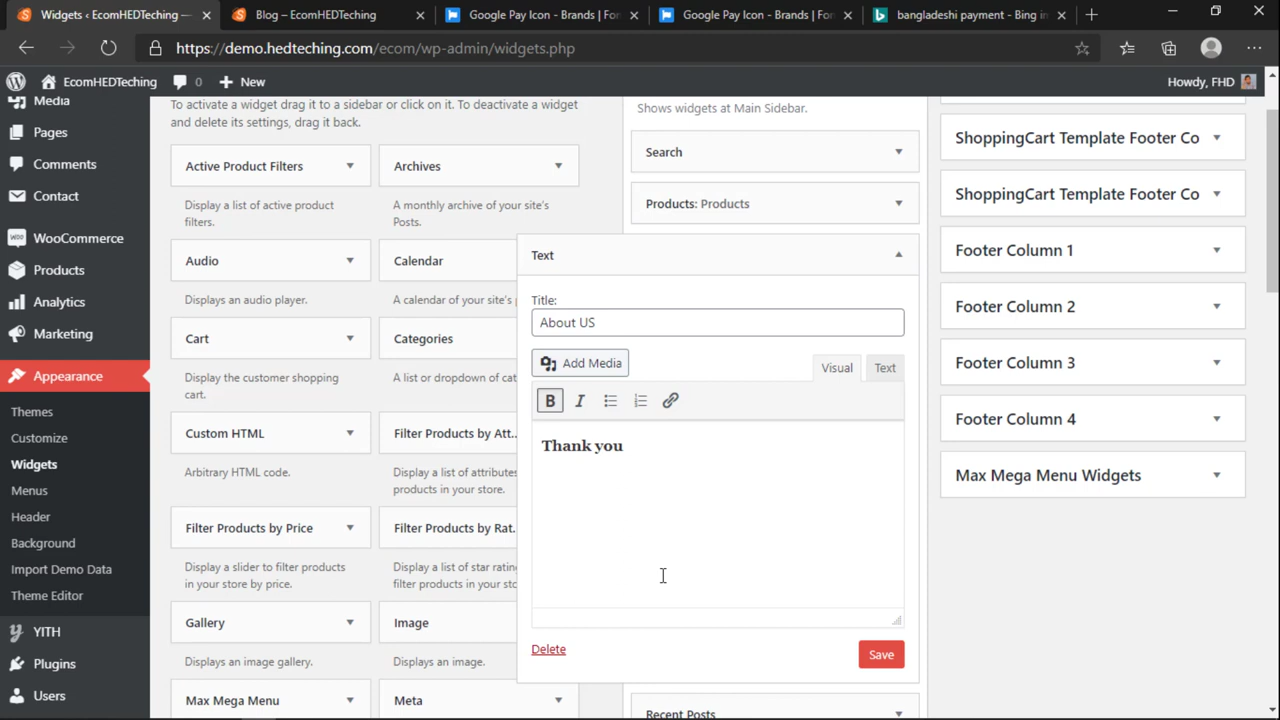 Widgets ‹ EcomHEDTeching —
Blog – EcomHEDTeching
Google Pay Icon - Brands | Fon
Google Pay Icon - Brands | Fon
bangladeshi payment - Bing in
https://demo.hedteching.com/ecom/wp-admin/widgets.php
EcomHEDTeching
0
New
Howdy, FHD
Media
Pages
Comments
Contact
WooCommerce
Products
Analytics
Marketing
Appearance
Themes
Customize
Widgets
Menus
Header
Background
Import Demo Data
Theme Editor
YITH
Plugins
Users
To activate a widget drag it to a sidebar or click on it. To deactivate a widget
and delete its settings, drag it back.
Active Product Filters
Display a list of active product
filters.
Archives
A monthly archive of your site's
Posts.
Audio
Displays an audio player.
Calendar
A calendar of your site's
Cart
Display the customer shopping
cart.
Categories
A list or dropdown of cat
Custom HTML
Arbitrary HTML code.
Filter Products by Att...
Display a list of attributes
products in your store.
Filter Products by Price
Display a slider to filter products
in your store by price.
Filter Products by Rat.
Display a list of star rating
filter products in your sto
Gallery
Displays an image gallery.
Image
Displays an image.
Max Mega Menu
Meta
Shows widgets at Main Sidebar.
Search
Products: Products
Text
Title:
About US
Add Media
Visual
Text
B
I
Thank you
Delete
Save
Recent Posts
ShoppingCart Template Footer Co
ShoppingCart Template Footer Co
Footer Column 1
Footer Column 2
Footer Column 3
Footer Column 4
Max Mega Menu Widgets